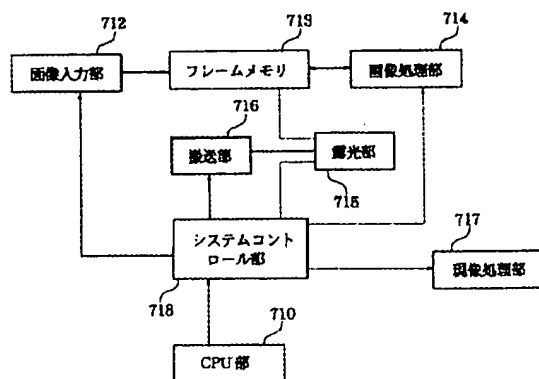 712
713
714
画像入力部
フレームメモリ
画像処理部
716
搬送部
露光部
715
717
システムコント
ロール部
現像処理部
718
710
CPU部